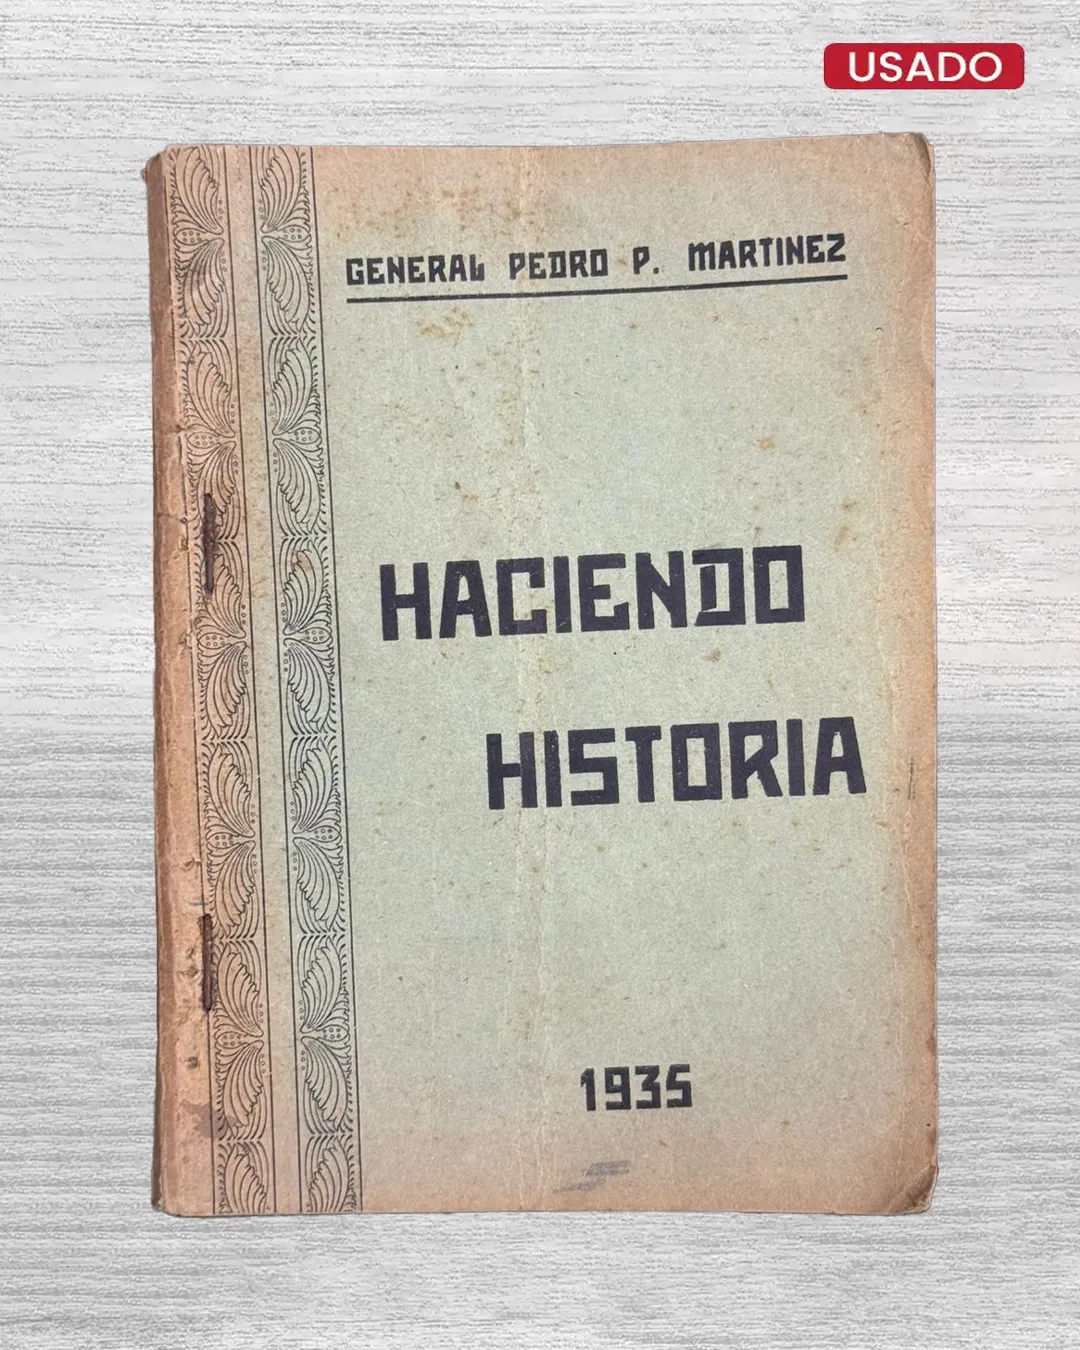 USADO
GENERAL PEDRO P. MARTINEZ
HACIENDO
HISTORIA
1935